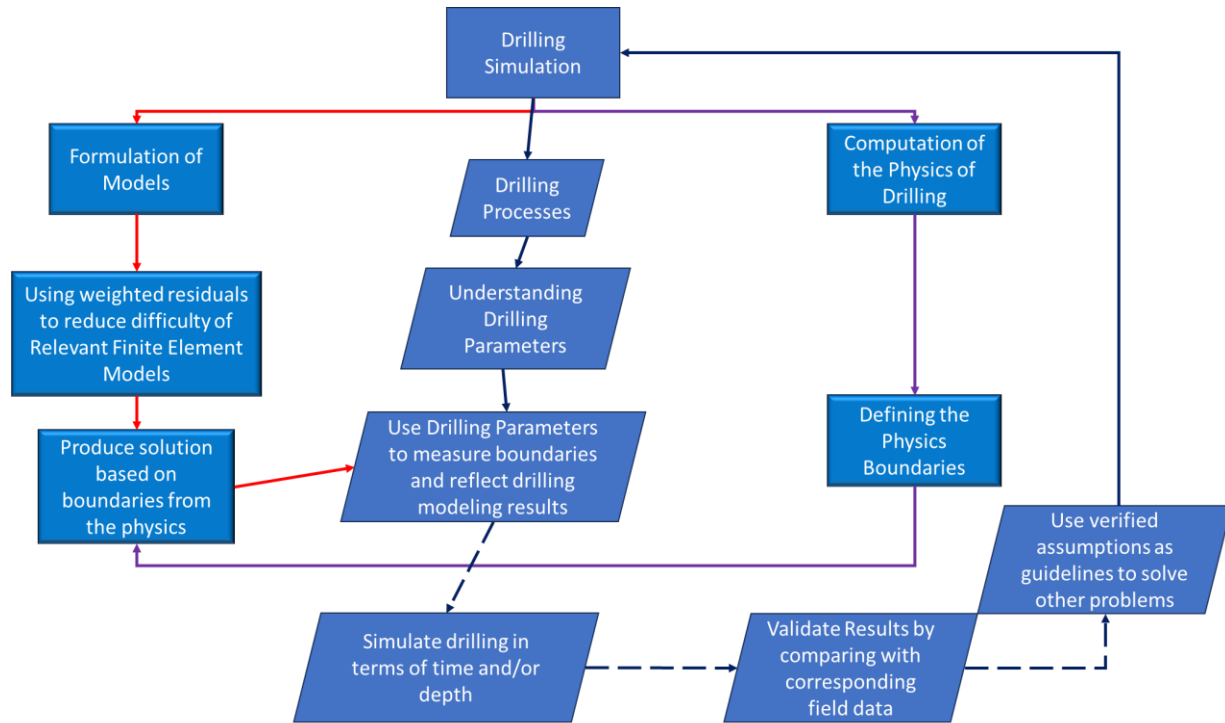 Drilling
Simulation
Formulation of
Models
Computation of
the Physics of
Drilling
Drilling
Processes
Using weighted residuals
to reduce difficulty of
Relevant Finite Element
Models
Understanding
Drilling
Parameters
Produce solution
based on
boundaries from
the physics
Use Drilling Parameters
to measure boundaries
and reflect drilling
modeling results
Defining the
Physics
Boundaries
Simulate drilling in
terms of time and/or
depth
Validate Results by
comparing with
corresponding
field data
Use verified
assumptions as
guidelines to solve
other problems